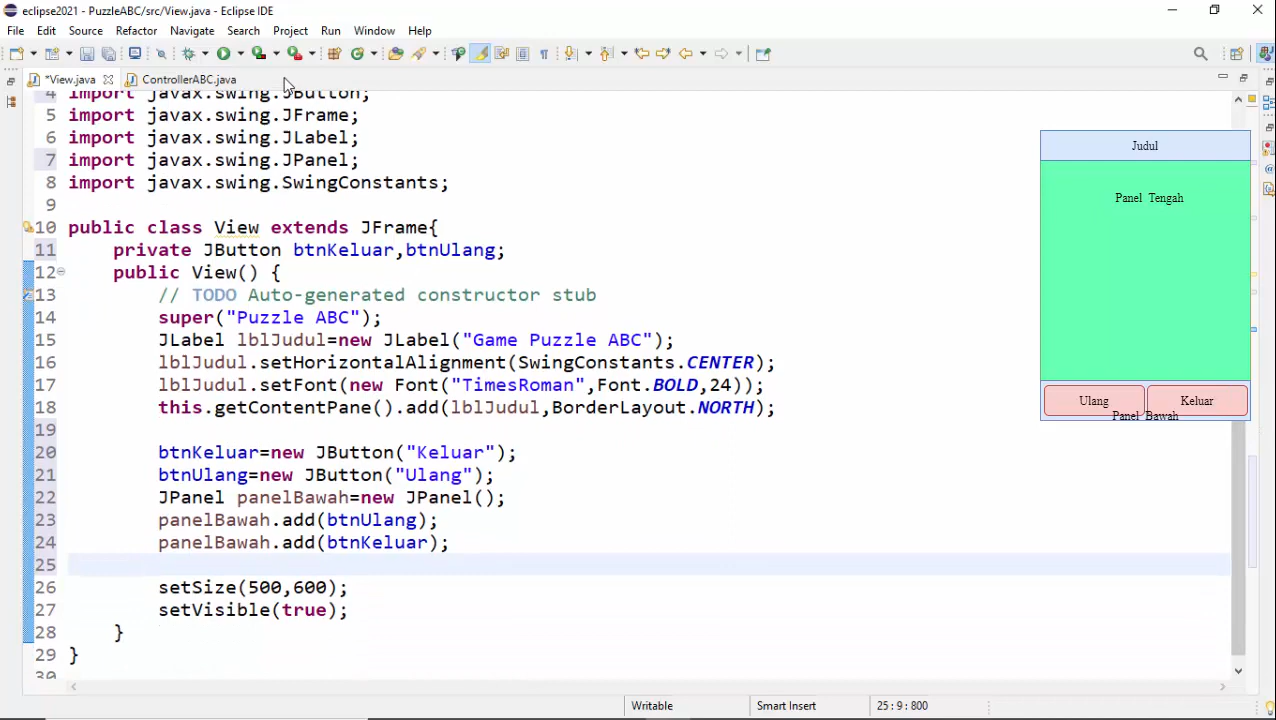 eclipse2021 - PuzzleABC/src/View.java - Eclipse IDE
File Edit Source Refactor Navigate Search Project Run Window Help
*View.java ControllerABC.java
4 import javax.swing.JButton;
5 import javax.swing.JFrame;
6 import javax.swing.JLabel;
7 import javax.swing.JPanel;
8 import javax.swing.SwingConstants;
9
10 public class View extends JFrame{
11 private JButton btnKeluar,btnUlang;
12 public View() {
13 // TODO Auto-generated constructor stub
14 super("Puzzle ABC");
15 JLabel lblJudul=new JLabel("Game Puzzle ABC");
16 lblJudul.setHorizontalAlignment(SwingConstants.CENTER);
17 lblJudul.setFont(new Font("TimesRoman",Font.BOLD,24));
18 this.getContentPane().add(lblJudul,BorderLayout.NORTH);
19
20 btnKeluar=new JButton("Keluar");
21 btnUlang=new JButton("Ulang");
22 JPanel panelBawah=new JPanel();
23 panelBawah.add(btnUlang);
24 panelBawah.add(btnKeluar);
25
26 setSize(500,600);
27 setVisible(true);
28 }
29 }
30
Judul
Panel Tengah
Ulang Keluar
Panel Bawah
Writable Smart Insert 25 : 9 : 800